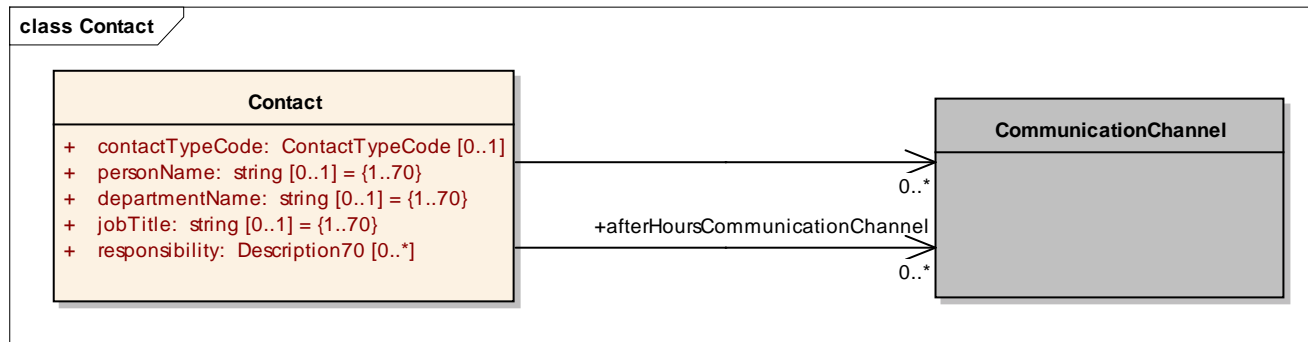 class Contact
Contact
+ contactTypeCode: ContactTypeCode [0..1]
+ personName: string [0..1] = {1..70}
+ departmentName: string [0..1] = {1..70}
+ jobTitle: string [0..1] = {1..70}
+ responsibility: Description70 [0..*]
CommunicationChannel
0..*
+afterHoursCommunicationChannel
0..*